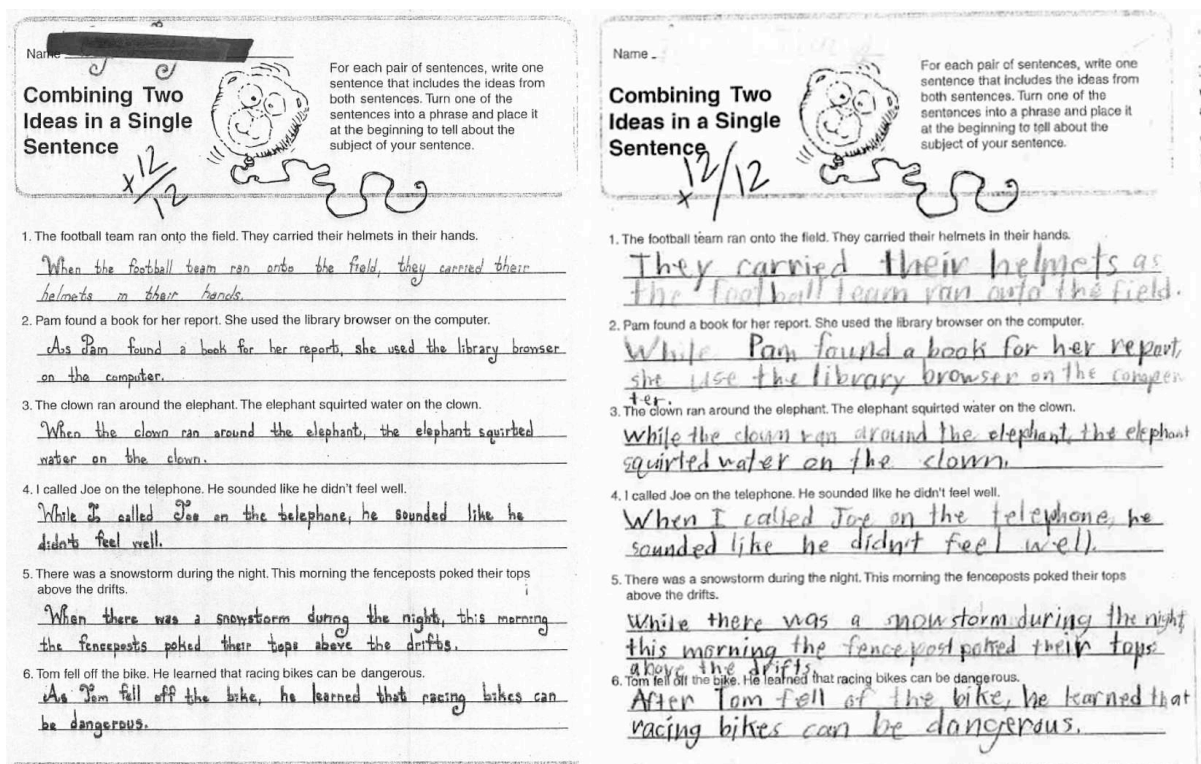 Name
Combining Two
Ideas in a Single
Sentence
+12/12
For each pair of sentences, write one
sentence that includes the ideas from
both sentences. Turn one of the
sentences into a phrase and place it
at the beginning to tell about the
subject of your sentence.
1. The football team ran onto the field. They carried their helmets in their hands.
When the football team ran onto the field, they carried their
helmets in their hands.
2. Pam found a book for her report. She used the library browser on the computer.
As Pam found a book for her report, she used the library browser
on the computer.
3. The clown ran around the elephant. The elephant squirted water on the clown.
When the clown ran around the elephant, the elephant squirted
water on the clown.
4. I called Joe on the telephone. He sounded like he didn't feel well.
While I called Joe on the telephone, he sounded like he
didn't feel well.
5. There was a snowstorm during the night. This morning the fenceposts poked their tops
above the drifts.
When there was a snowstorm during the night, this morning
the fenceposts poked their tops above the drifts.
6. Tom fell off the bike. He learned that racing bikes can be dangerous.
As Tom fell off the bike, he learned that racing bikes can
be dangerous.
Name
Combining Two
Ideas in a Single
Sentence
+12/12
For each pair of sentences, write one
sentence that includes the ideas from
both sentences. Turn one of the
sentences into a phrase and place it
at the beginning to tell about the
subject of your sentence.
1. The football team ran onto the field. They carried their helmets in their hands.
They carried their helmets as
the football team ran onto the field.
2. Pam found a book for her report. She used the library browser on the computer.
While Pam found a book for her report,
she use the library browser on the compu
ter.
3. The clown ran around the elephant. The elephant squirted water on the clown.
while the clown ran around the elephant, the elephant
squirted water on the clown.
4. I called Joe on the telephone. He sounded like he didn't feel well.
When I called Joe on the telephone, he
sounded like he didn't feel well.
5. There was a snowstorm during the night. This morning the fenceposts poked their tops
above the drifts.
While there was a snowstorm during the night,
this morning the fencepost poked their tops
above the drifts.
6. Tom fell off the bike. He learned that racing bikes can be dangerous.
After Tom fell of the bike, he learned that
racing bikes can be dangerous.